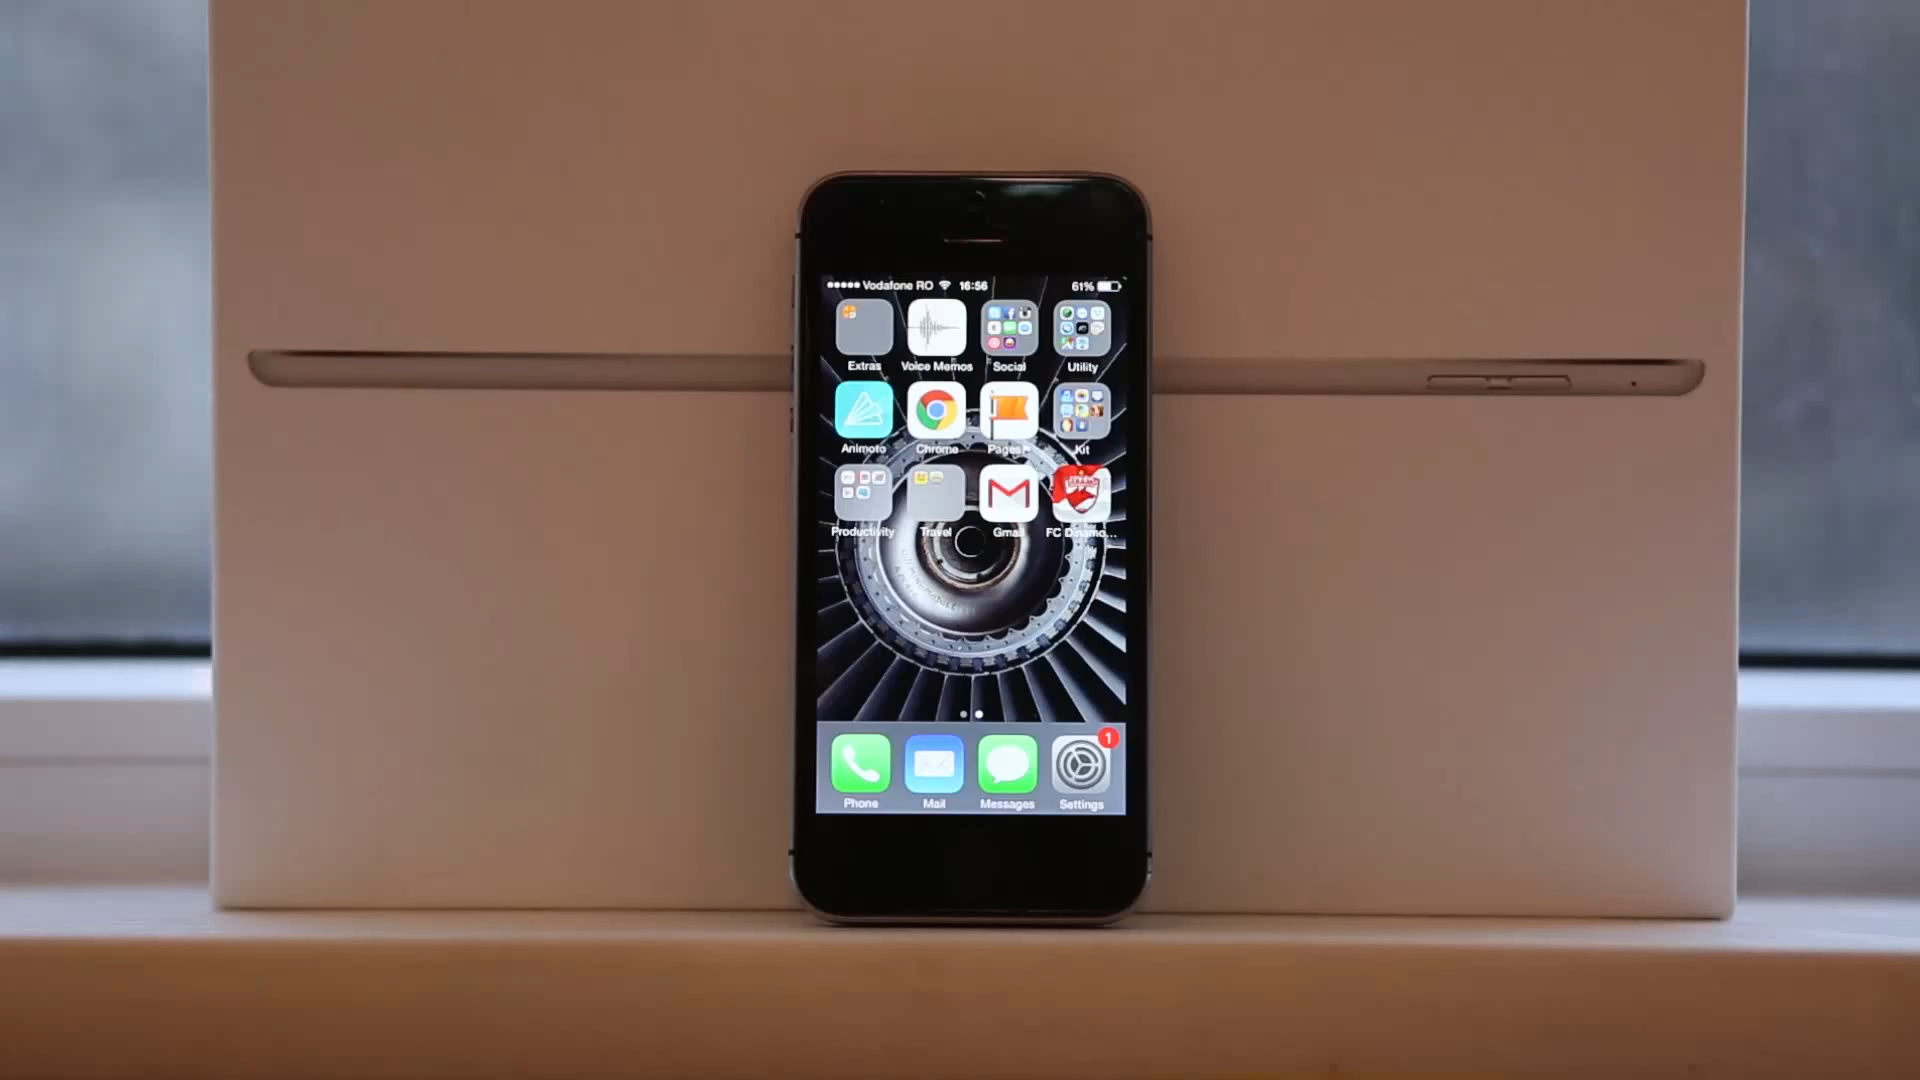 Vodafone RO 16:56 61%
Extras Voice Memos Social Utility
Animoto Chrome Pages Kit
Productivity Travel Gmail FC Dinamo...
1
Phone Mail Messages Settings